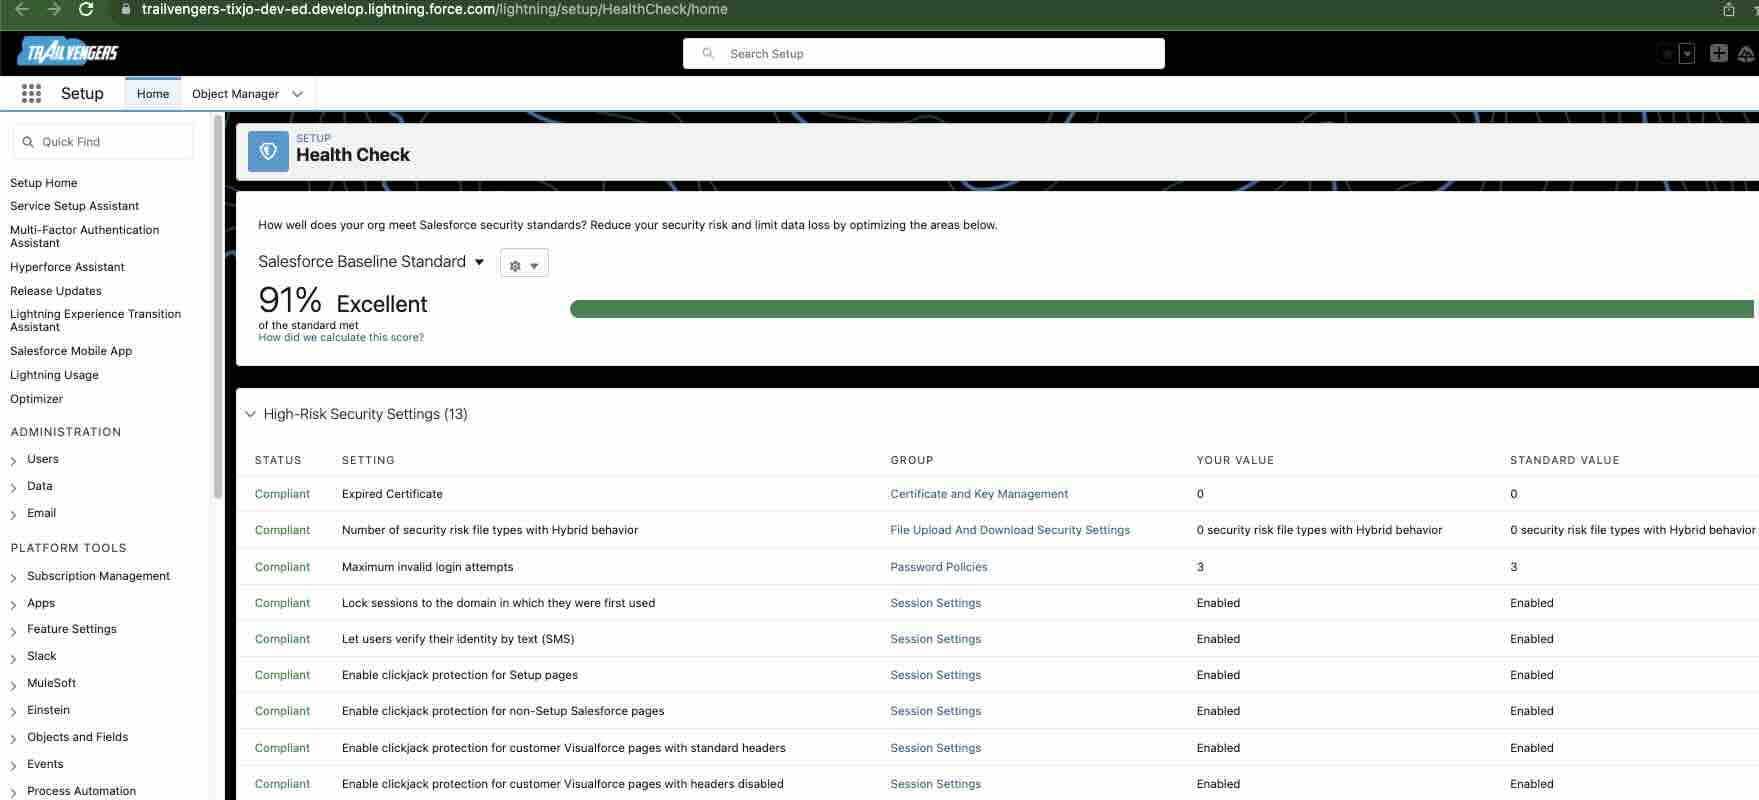 trailvengers-tixjo-dev-ed.develop.lightning.force.com/lightning/setup/HealthCheck/home
TRAILVENGERS
Search Setup
Setup
Home
Object Manager
Quick Find
Setup Home
Service Setup Assistant
Multi-Factor Authentication
Assistant
Hyperforce Assistant
Release Updates
Lightning Experience Transition
Assistant
Salesforce Mobile App
Lightning Usage
Optimizer
ADMINISTRATION
Users
Data
Email
PLATFORM TOOLS
Subscription Management
Apps
Feature Settings
Slack
MuleSoft
Einstein
Objects and Fields
Events
Process Automation
SETUP
Health Check
How well does your org meet Salesforce security standards? Reduce your security risk and limit data loss by optimizing the areas below.
Salesforce Baseline Standard
91% Excellent
of the standard met
How did we calculate this score?
High-Risk Security Settings (13)
STATUS SETTING GROUP YOUR VALUE STANDARD VALUE
Compliant Expired Certificate Certificate and Key Management 0 0
Compliant Number of security risk file types with Hybrid behavior File Upload And Download Security Settings 0 security risk file types with Hybrid behavior 0 security risk file types with Hybrid behavior
Compliant Maximum invalid login attempts Password Policies 3 3
Compliant Lock sessions to the domain in which they were first used Session Settings Enabled Enabled
Compliant Let users verify their identity by text (SMS) Session Settings Enabled Enabled
Compliant Enable clickjack protection for Setup pages Session Settings Enabled Enabled
Compliant Enable clickjack protection for non-Setup Salesforce pages Session Settings Enabled Enabled
Compliant Enable clickjack protection for customer Visualforce pages with standard headers Session Settings Enabled Enabled
Compliant Enable clickjack protection for customer Visualforce pages with headers disabled Session Settings Enabled Enabled